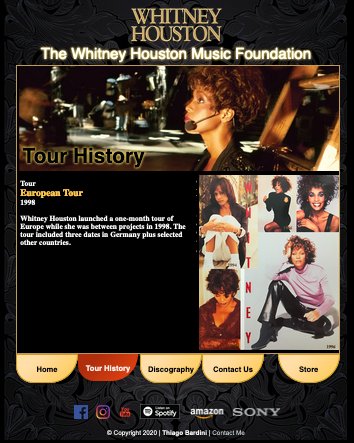 WHITNEY
HOUSTON
The Whitney Houston Music Foundation
Tour History
Tour
European Tour
1998
Whitney Houston launched a one-month tour of
Europe while she was between projects in 1998. The
tour included three dates in Germany plus selected
other countries.
WHITNEY
1994
1996
Home
Tour History
Discography
Contact Us
Store
Listen on
Spotify
amazon
SONY
© Copyright 2020 | Thiago Bardini | Contact Me